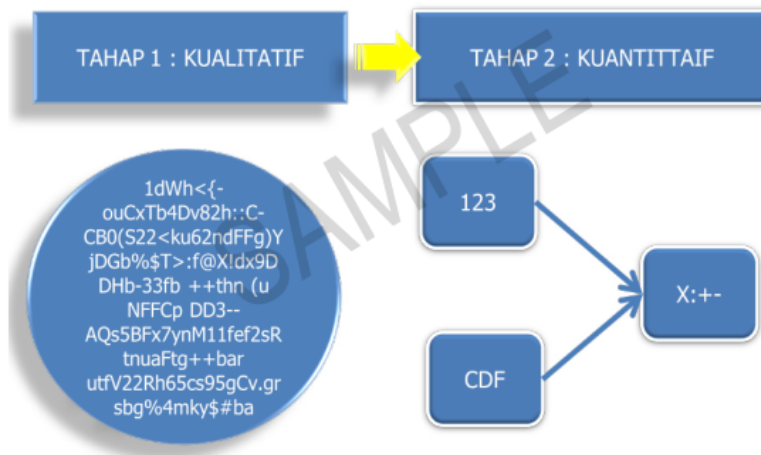 TAHAP 1 : KUALITATIF
TAHAP 2 : KUANTITTAIF
1dWh<{-
ouCxTb4Dv82h::C-
CB0(S22<ku62ndFFg)Y
jDGb%$T>:f@X!dx9D
DHb-33fb ++thn (u
NFFCp DD3--
AQs5BFx7ynM11fef2sR
tnuaFtg++bar
utfV22Rh65cs95gCv.gr
sbg%4mky$#ba
123
CDF
X:+-
SAMPLE